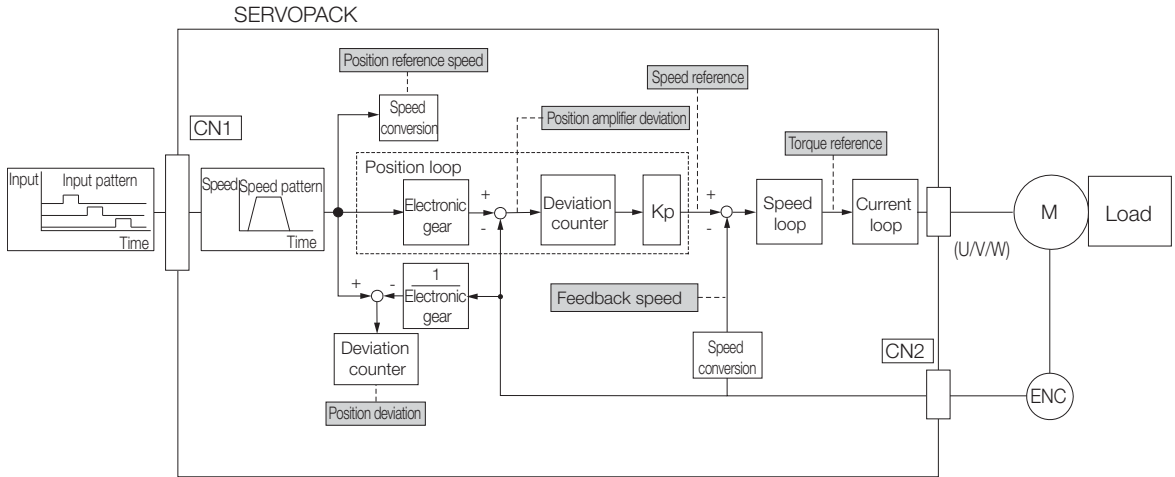 SERVOPACK
Position reference speed
Speed reference
Speed
conversion
Position amplifier deviation
CN1
Torque reference
Position loop
Input
Input pattern
Time
Speed
Speed pattern
Time
Electronic
gear
+
-
Deviation
counter
Kp
+
-
Speed
loop
Current
loop
M
Load
(U/V/W)
+
-
1
Electronic
gear
Feedback speed
Deviation
counter
Speed
conversion
CN2
Position deviation
ENC